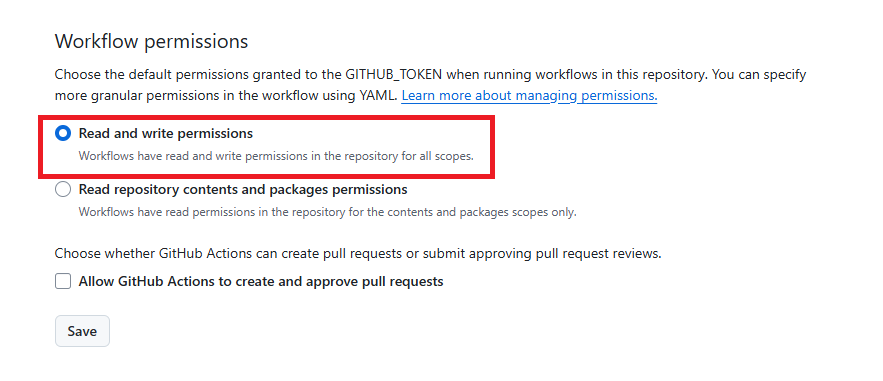 Workflow permissions
Choose the default permissions granted to the GITHUB_TOKEN when running workflows in this repository. You can specify
more granular permissions in the workflow using YAML. Learn more about managing permissions.
Read and write permissions
Workflows have read and write permissions in the repository for all scopes.
Read repository contents and packages permissions
Workflows have read permissions in the repository for the contents and packages scopes only.
Choose whether GitHub Actions can create pull requests or submit approving pull request reviews.
Allow GitHub Actions to create and approve pull requests
Save